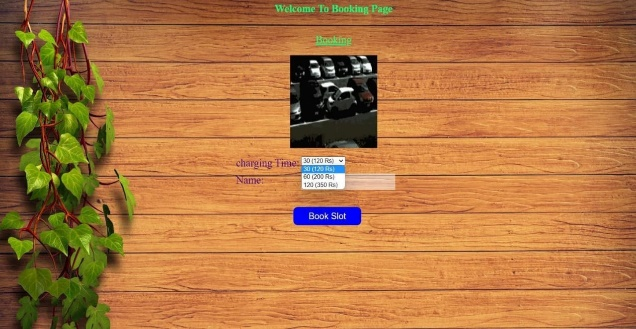 Welcome To Booking Page
Booking
charging Time: 30 (120 Rs)
30 (120 Rs)
60 (200 Rs)
120 (350 Rs)
Name:
Book Slot